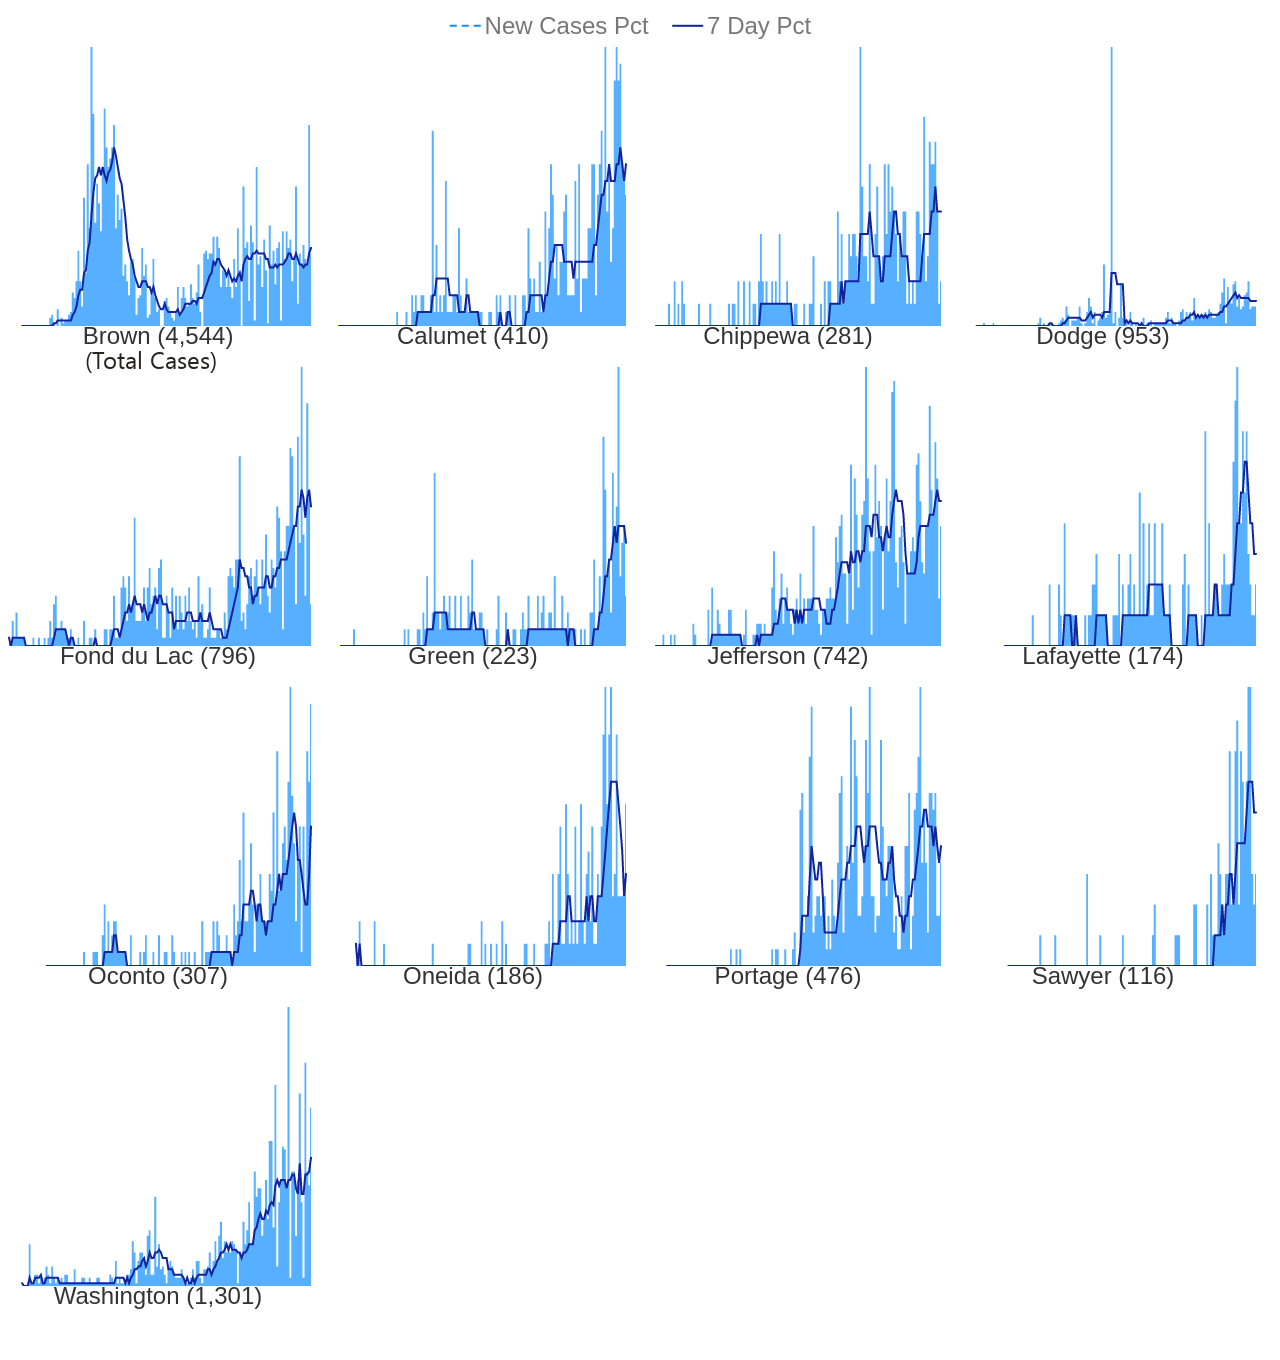 New Cases Pct 7 Day Pct
Brown (4,544) Calumet (410) Chippewa (281) Dodge (953)
(Total Cases)
Fond du Lac (796) Green (223) Jefferson (742) Lafayette (174)
Oconto (307) Oneida (186) Portage (476) Sawyer (116)
Washington (1,301)